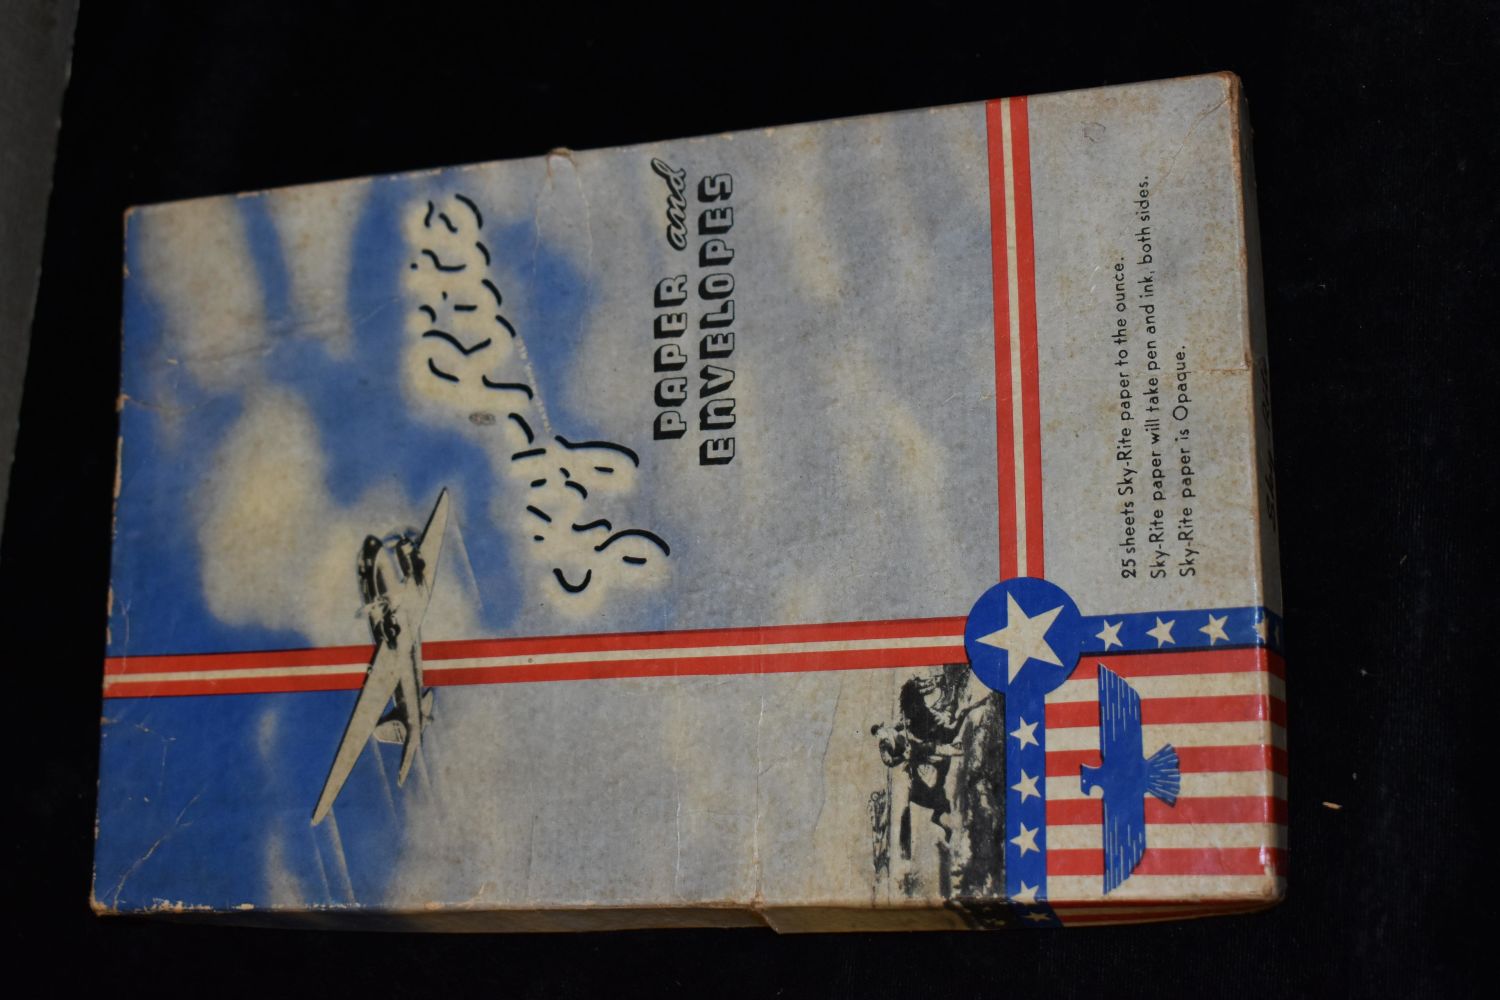 Sky-Rite
PAPER and
ENVELOPES
25 sheets Sky-Rite paper to the ounce.
Sky-Rite paper will take pen and ink, both sides.
Sky-Rite paper is Opaque.